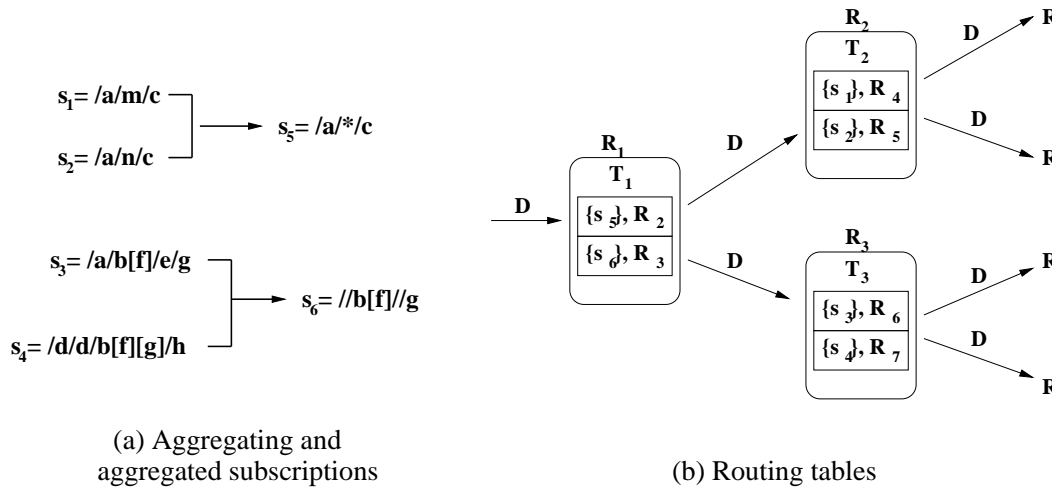 s1= /a/m/c
s2= /a/n/c
s5= /a/*/c
s3= /a/b[f]/e/g
s4= /d/d/b[f][g]/h
s6= //b[f]//g
(a) Aggregating and
aggregated subscriptions
D
R1
T1
{s5}, R2
{s6}, R3
D
D
R2
T2
{s1}, R4
{s2}, R5
D
R
D
R
R3
T3
{s3}, R6
{s4}, R7
D
R
D
R
(b) Routing tables